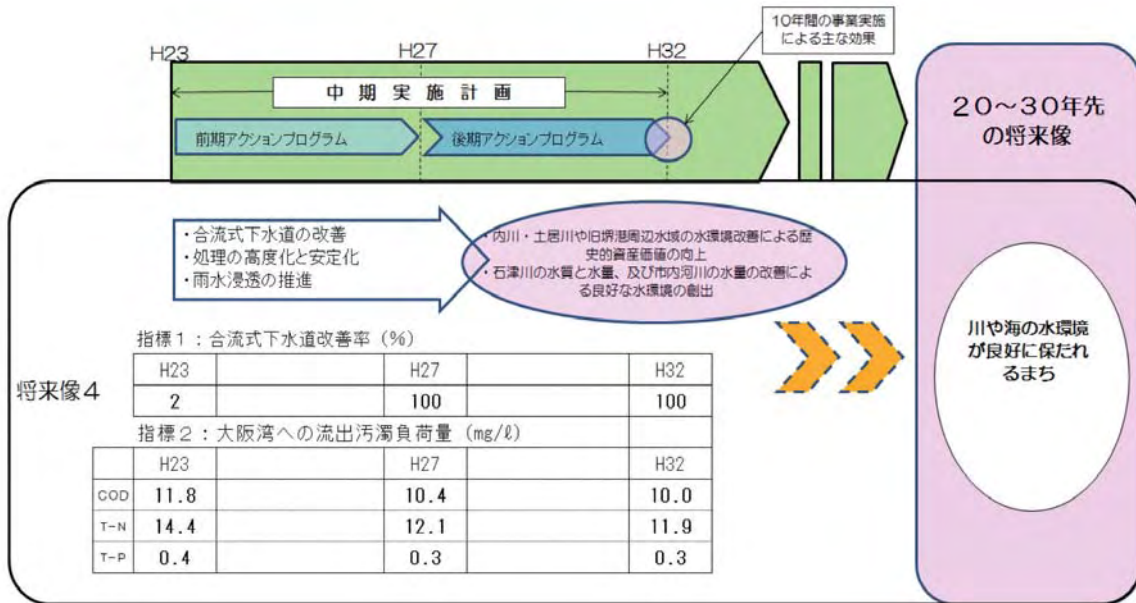 H23
H27
H32
10年間の事業実施
による主な効果
中期実施計画
前期アクションプログラム
後期アクションプログラム
20～30年先
の将来像
・合流式下水道の改善
・処理の高度化と安定化
・雨水浸透の推進
・内川・土居川や旧堺港周辺水域の水環境改善による歴
史的資産価値の向上
・石津川の水質と水量、及び市内河川の水量の改善によ
る良好な水環境の創出
将来像4
指標1：合流式下水道改善率 (%)
H23 H27 H32
2 100 100
指標2：大阪湾への流出汚濁負荷量 (mg/ℓ)
H23 H27 H32
COD 11.8 10.4 10.0
T-N 14.4 12.1 11.9
T-P 0.4 0.3 0.3
川や海の水環境
が良好に保たれ
るまち